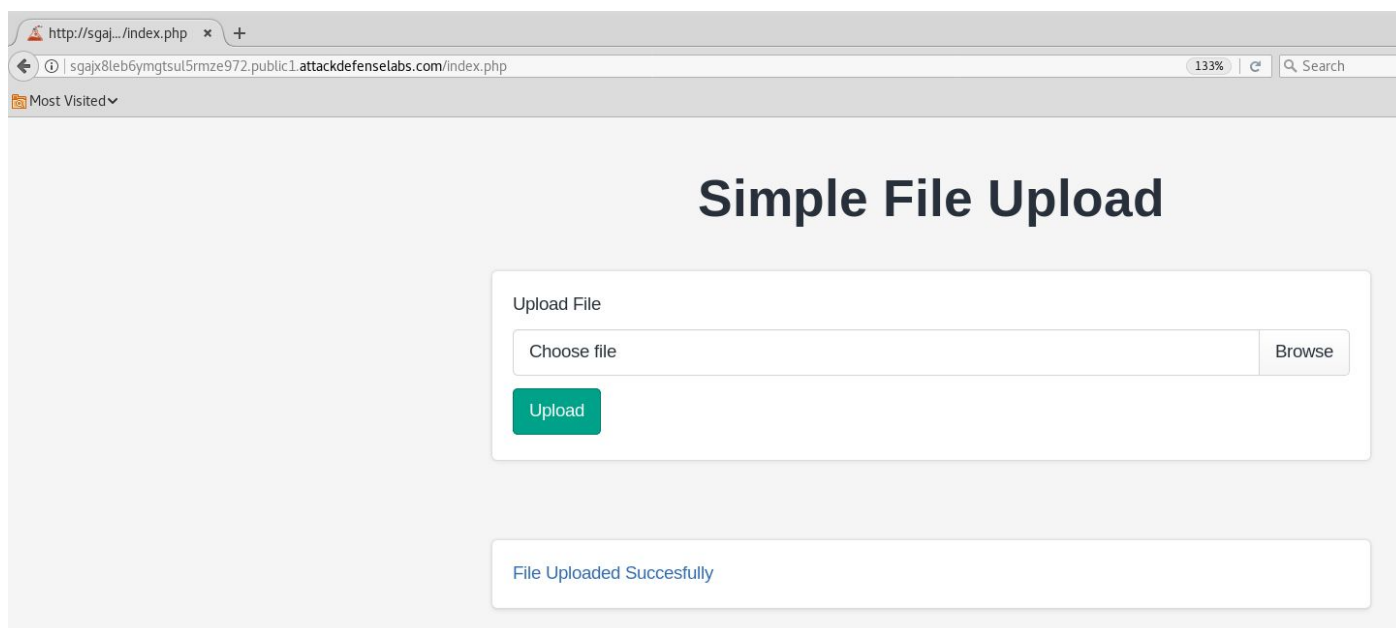 http://sgaj.../index.php × +
sgajx8leb6ymgtsul5rmze972.public1.attackdefenselabs.com/index.php 133% Search
Most Visited
Simple File Upload
Upload File
Choose file Browse
Upload
File Uploaded Succesfully